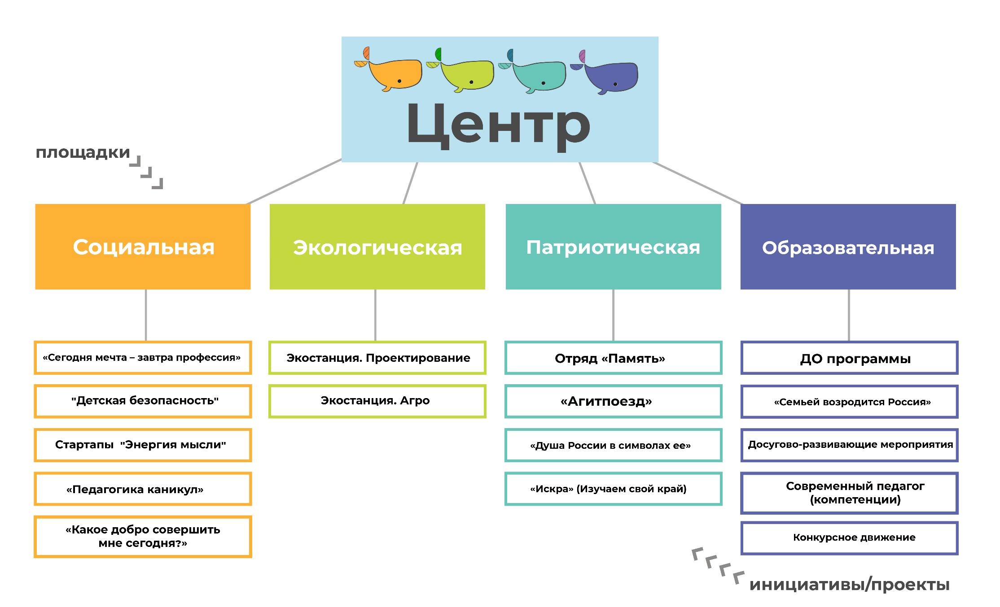 Центр
площадки
Социальная
Экологическая
Патриотическая
Образовательная
«Сегодня мечта – завтра профессия»
"Детская безопасность"
Стартапы "Энергия мысли"
«Педагогика каникул»
«Какое добро совершить
мне сегодня?»
Экостанция. Проектирование
Экостанция. Агро
Отряд «Память»
«Агитпоезд»
«Душа России в символах ее»
«Искра» (Изучаем свой край)
ДО программы
«Семьей возродится Россия»
Досугово-развивающие мероприятия
Современный педагог
(компетенции)
Конкурсное движение
инициативы/проекты